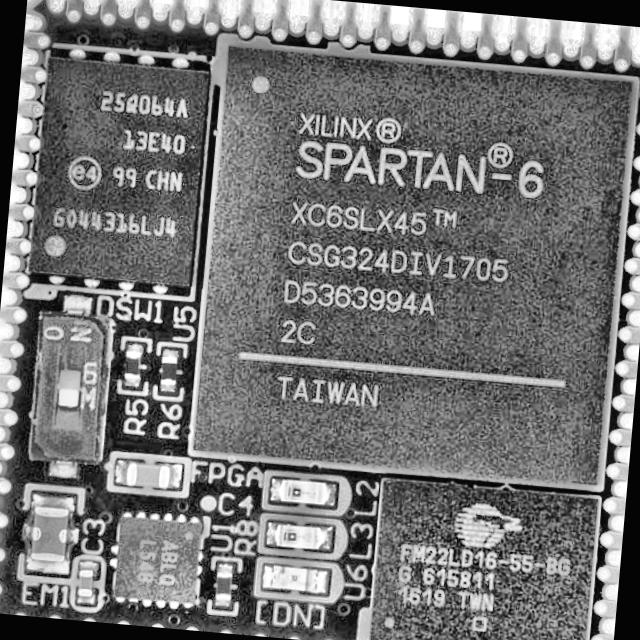 25Q064A
13E40
e4 99 CHN
6044316LJ4
XILINX®
SPARTAN®-6
XC6SLX45™
CSG324DIV1705
D5363994A
2C
TAIWAN
DSW1
U5
ON
R5
R6
FPGA
C4
L2
C3
U1
R8
L3
EM1
U6
[DN]
FM22LD16-55-BG
G 615811
1619 TWN